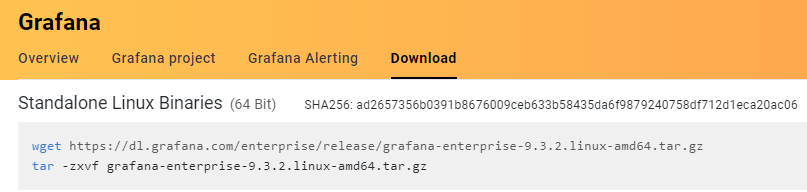 Grafana
Overview Grafana project Grafana Alerting Download
Standalone Linux Binaries (64 Bit) SHA256: ad2657356b0391b8676009ceb633b58435da6f9879240758df712d1eca20ac06
wget https://dl.grafana.com/enterprise/release/grafana-enterprise-9.3.2.linux-amd64.tar.gz
tar -zxvf grafana-enterprise-9.3.2.linux-amd64.tar.gz